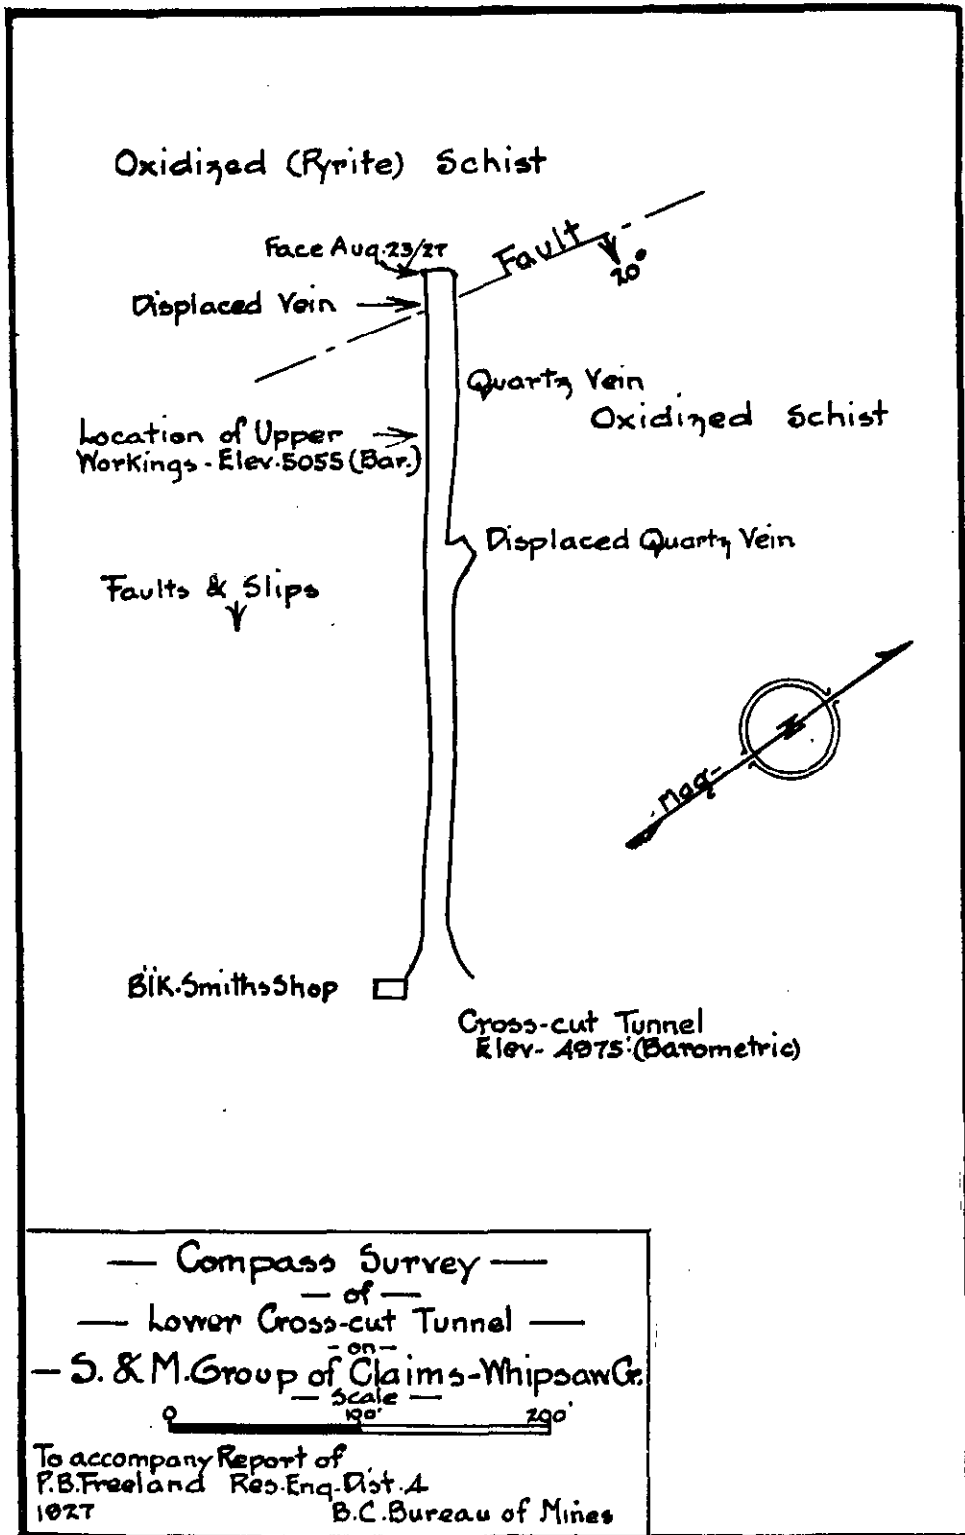 Oxidized (Pyrite) Schist
Face Aug. 23/27
Fault
20°
Displaced Vein
Quartz Vein
Oxidized Schist
Location of Upper
Workings - Elev. 5055 (Bar.)
Displaced Quartz Vein
Faults & Slips
N
Mag-
Blk. Smiths Shop
Cross-cut Tunnel
Elev- 4975' (Barometric)
— Compass Survey —
— of —
— Lower Cross-cut Tunnel —
- on -
— S. & M. Group of Claims - Whipsaw Cr.
— Scale —
0 100' 200'
To accompany Report of
P.B. Freeland Res. Eng. Dist. 4
1927 B.C. Bureau of Mines